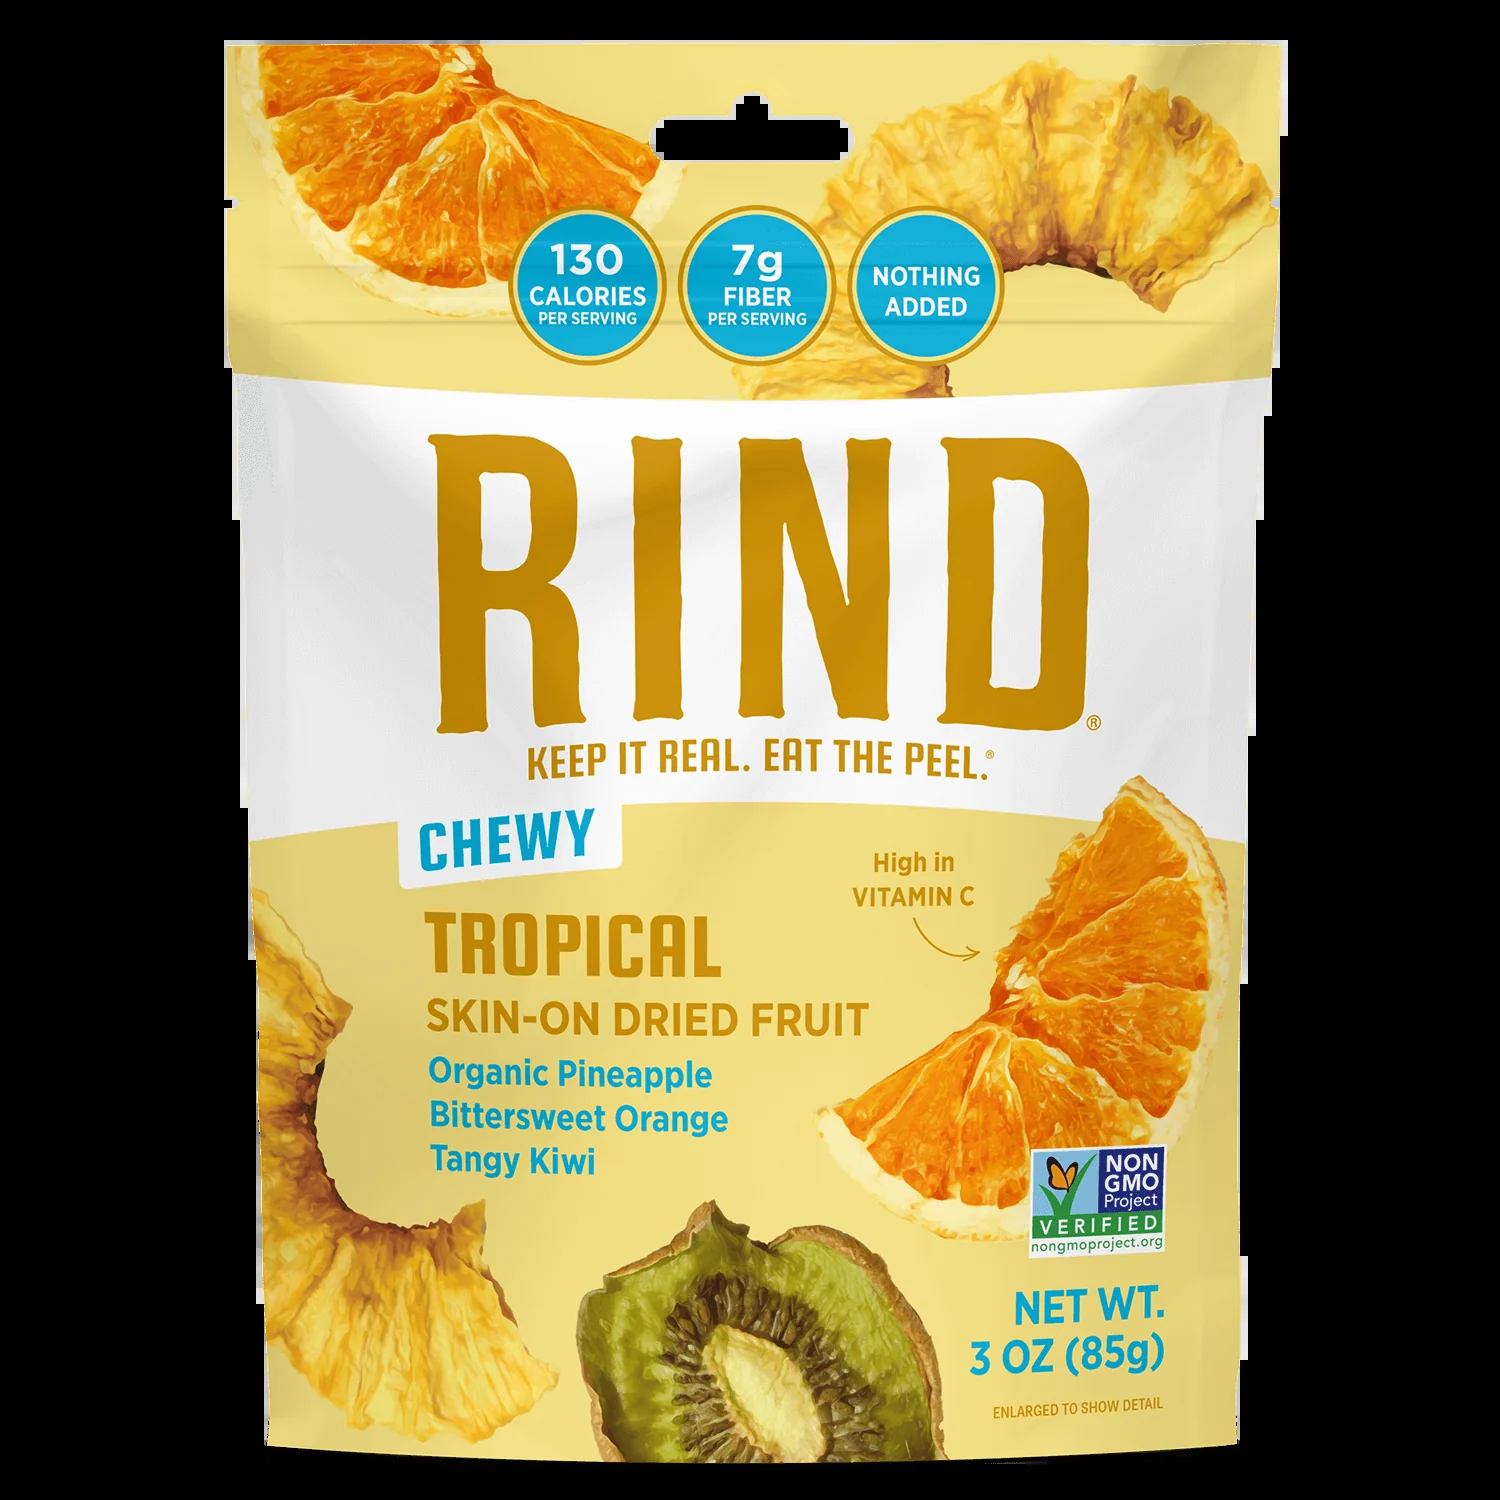 130
CALORIES
PER SERVING
7g
FIBER
PER SERVING
NOTHING
ADDED
RIND®
KEEP IT REAL. EAT THE PEEL.®
CHEWY
High in
VITAMIN C
TROPICAL
SKIN-ON DRIED FRUIT
Organic Pineapple
Bittersweet Orange
Tangy Kiwi
NON
GMO
Project
VERIFIED
nongmoproject.org
NET WT.
3 OZ (85g)
ENLARGED TO SHOW DETAIL